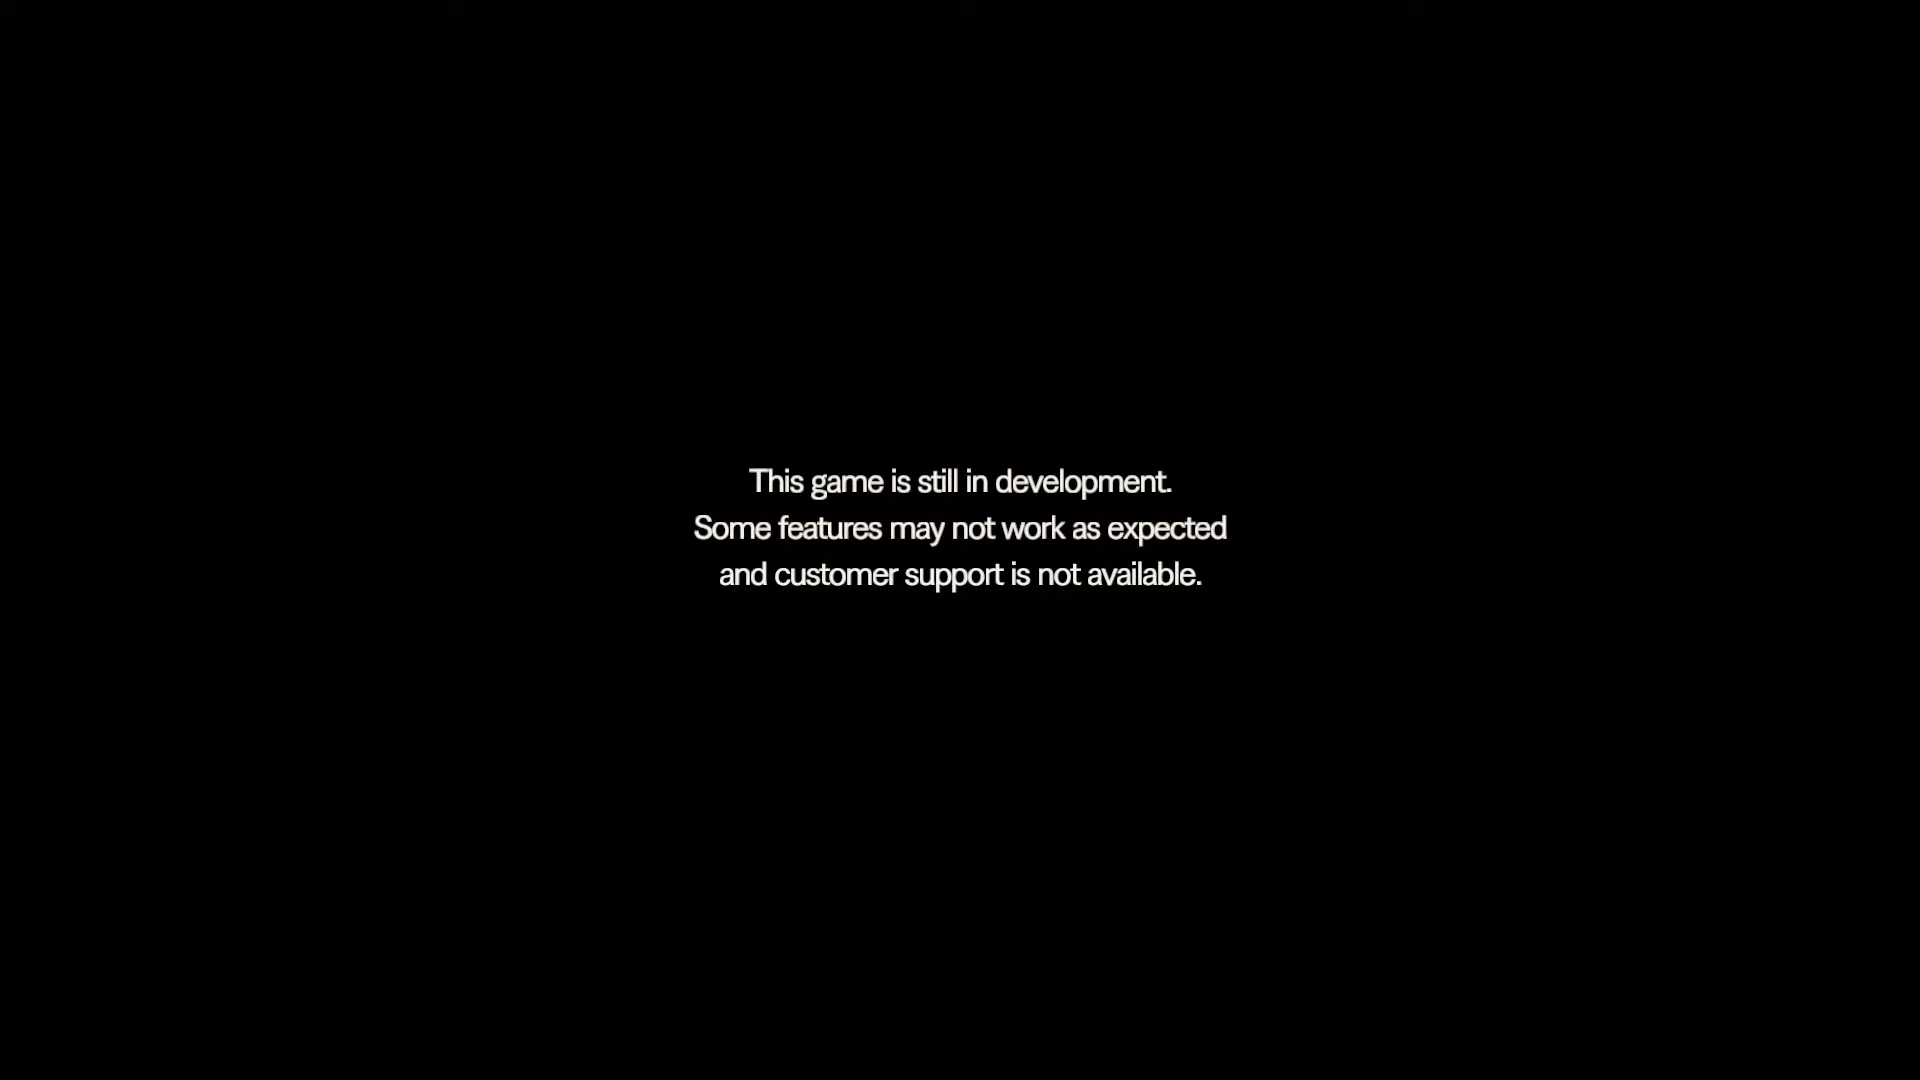 This game is still in development.
Some features may not work as expected
and customer support is not available.